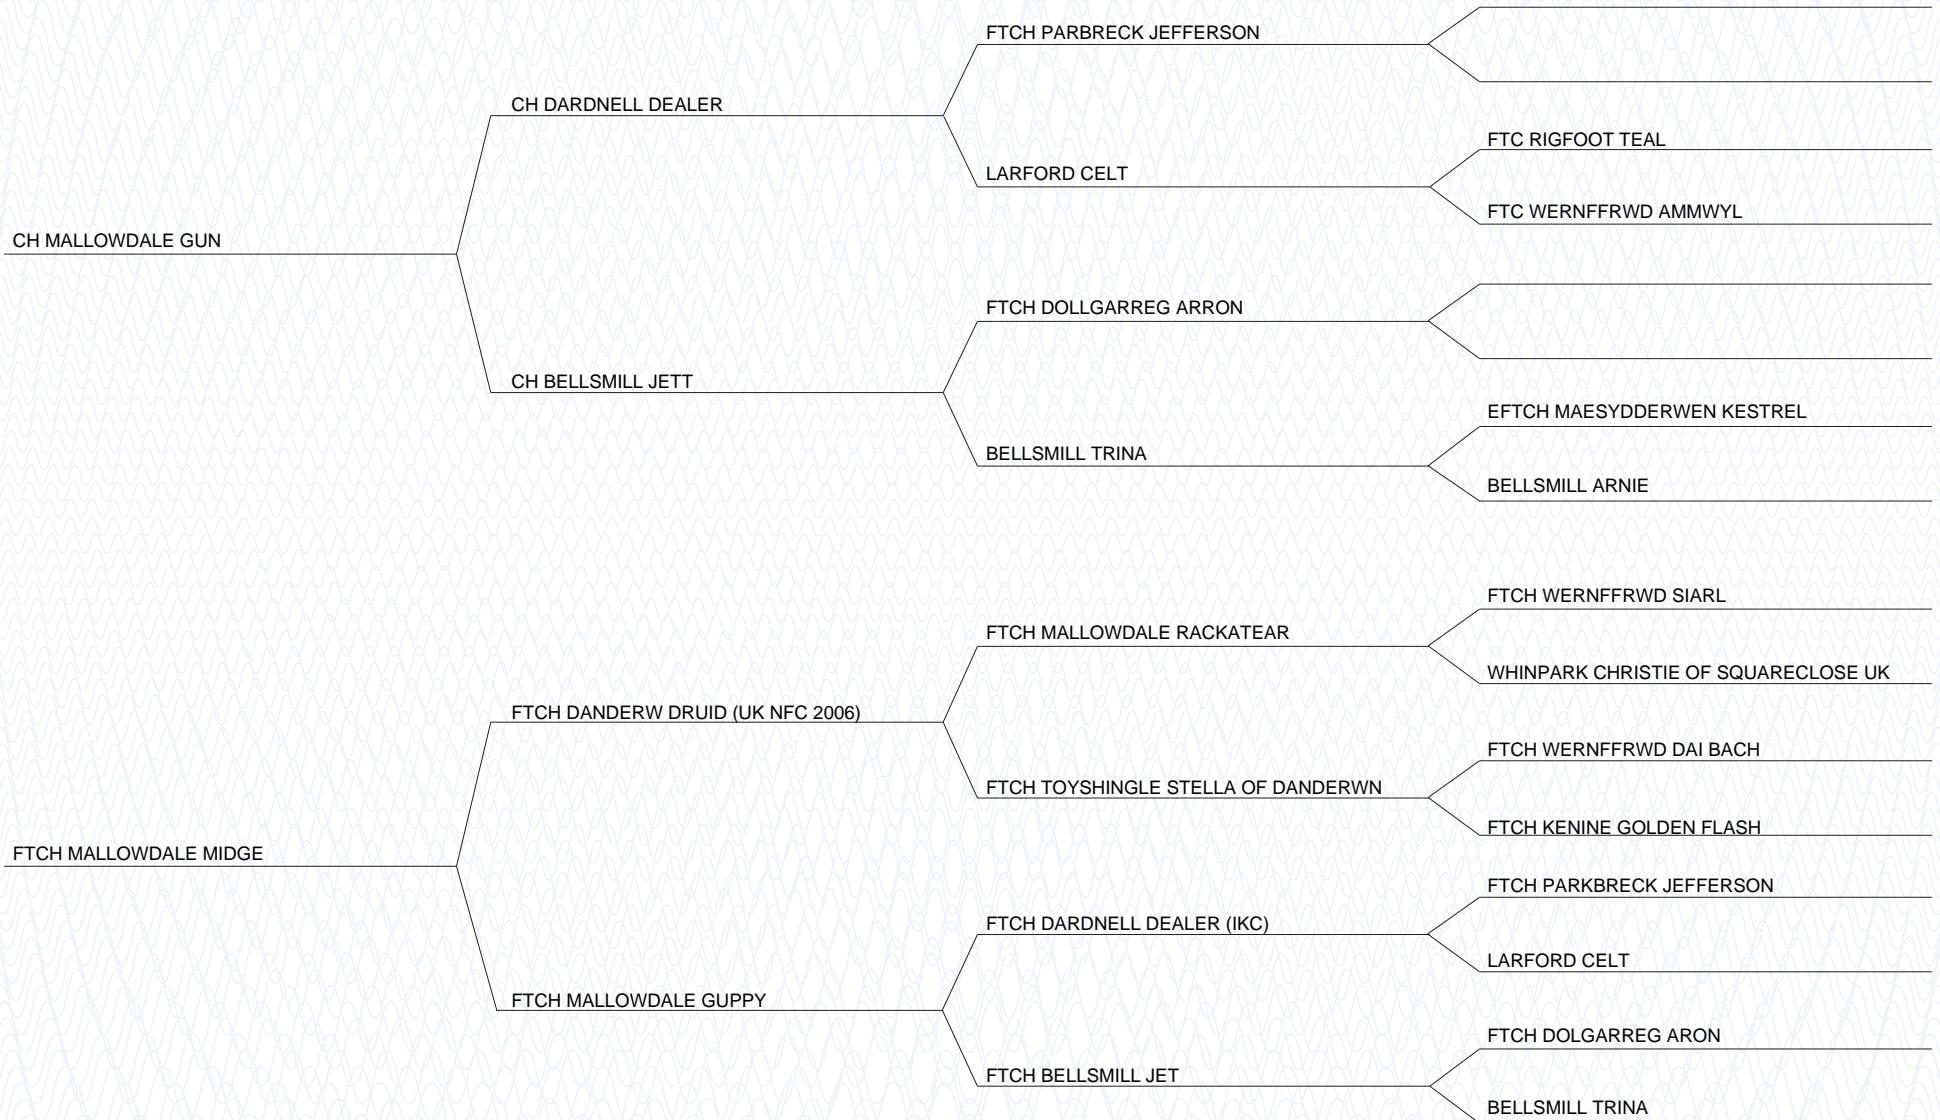 FTCH PARBRECK JEFFERSON
CH DARDNELL DEALER
FTC RIGFOOT TEAL
LARFORD CELT
FTC WERNFFRWD AMMWYL
CH MALLOWDALE GUN
FTCH DOLLGARREG ARRON
CH BELLSMILL JETT
EFTCH MAESYDDERWEN KESTREL
BELLSMILL TRINA
BELLSMILL ARNIE
FTCH WERNFFRWD SIARL
FTCH MALLOWDALE RACKATEAR
WHINPARK CHRISTIE OF SQUARECLOSE UK
FTCH DANDERW DRUID (UK NFC 2006)
FTCH WERNFFRWD DAI BACH
FTCH TOYSHINGLE STELLA OF DANDERWN
FTCH KENINE GOLDEN FLASH
FTCH MALLOWDALE MIDGE
FTCH PARKBRECK JEFFERSON
FTCH DARDNELL DEALER (IKC)
LARFORD CELT
FTCH MALLOWDALE GUPPY
FTCH DOLGARREG ARON
FTCH BELLSMILL JET
BELLSMILL TRINA